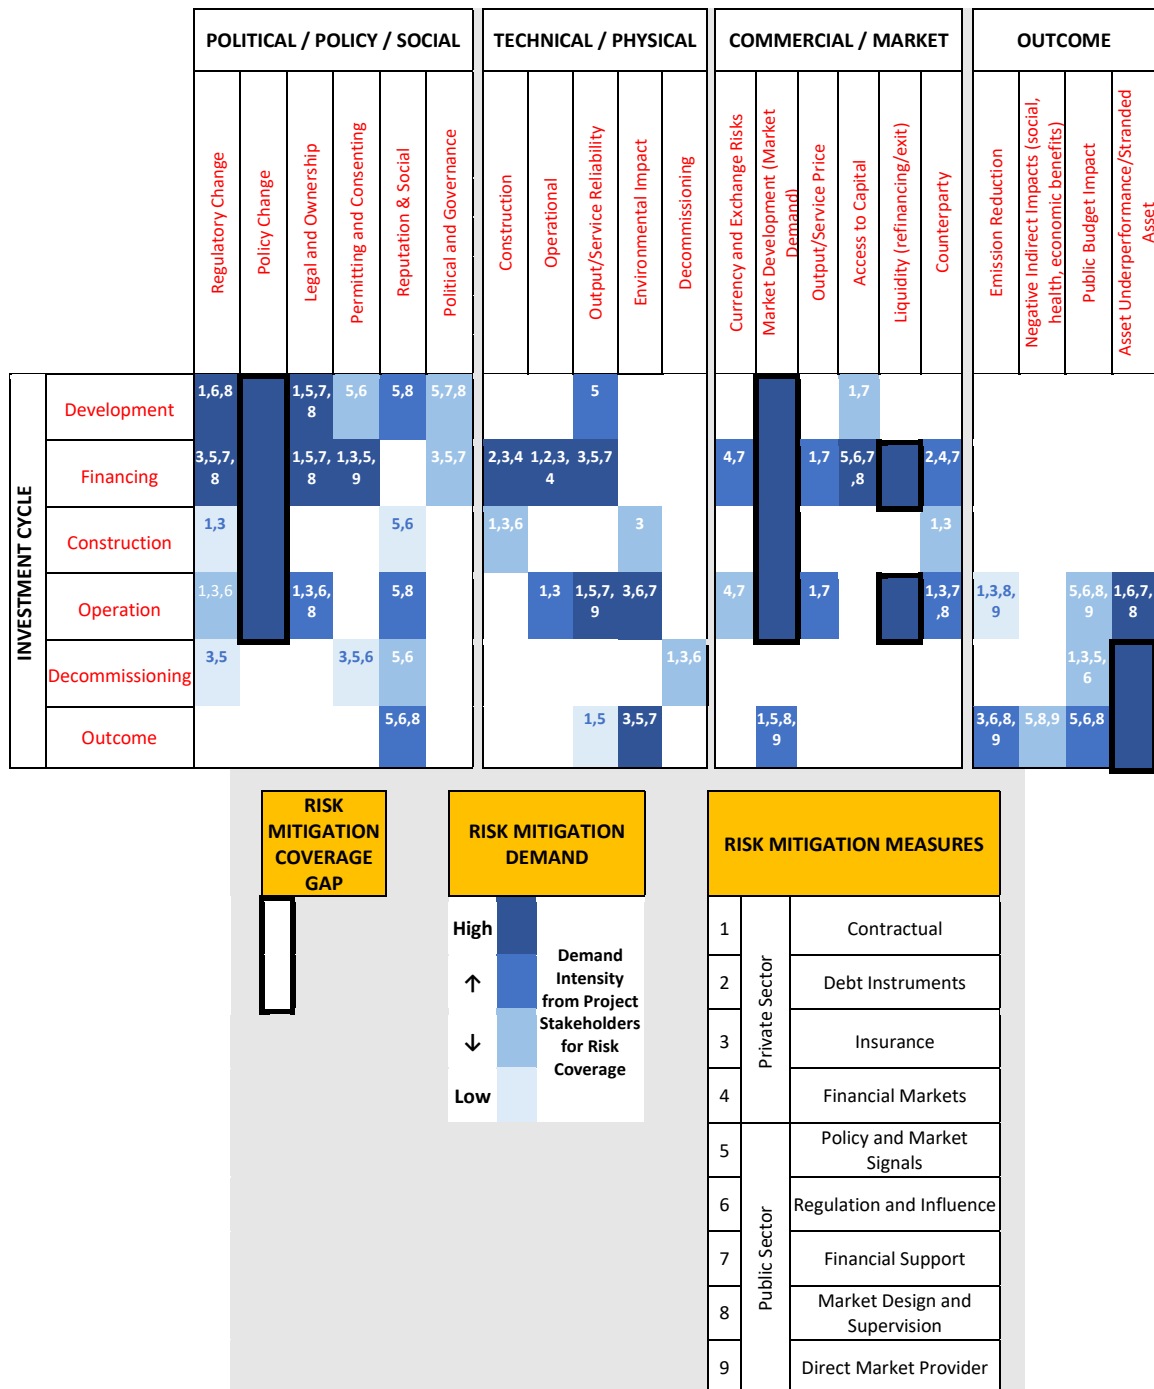 POLITICAL / POLICY / SOCIAL
TECHNICAL / PHYSICAL
COMMERCIAL / MARKET
OUTCOME
Regulatory Change
Policy Change
Legal and Ownership
Permitting and Consenting
Reputation & Social
Political and Governance
Construction
Operational
Output/Service Reliability
Environmental Impact
Decommissioning
Currency and Exchange Risks
Market Development (Market
Demand)
Output/Service Price
Access to Capital
Liquidity (refinancing/exit)
Counterparty
Emission Reduction
Negative Indirect Impacts (social,
health, economic benefits)
Public Budget Impact
Asset Underperformance/Stranded
Asset
INVESTMENT CYCLE
Development
1,6,8
1,5,7,
8
5,6
5,8
5,7,8
5
1,7
Financing
3,5,7,
8
1,5,7,
8
1,3,5,
9
3,5,7
2,3,4
1,2,3,
4
3,5,7
4,7
1,7
5,6,7
,8
2,4,7
Construction
1,3
5,6
1,3,6
3
1,3
Operation
1,3,6
1,3,6,
8
5,8
1,3
1,5,7,
9
3,6,7
4,7
1,7
1,3,7
,8
1,3,8,
9
5,6,8,
9
1,6,7,
8
Decommissioning
3,5
3,5,6
5,6
1,3,6
1,3,5,
6
Outcome
5,6,8
1,5
3,5,7
1,5,8,
9
3,6,8,
9
5,8,9
5,6,8
RISK
MITIGATION
COVERAGE
GAP
RISK MITIGATION
DEMAND
High
↑
↓
Low
Demand
Intensity
from Project
Stakeholders
for Risk
Coverage
RISK MITIGATION MEASURES
Private Sector
1
Contractual
2
Debt Instruments
3
Insurance
4
Financial Markets
Public Sector
5
Policy and Market
Signals
6
Regulation and Influence
7
Financial Support
8
Market Design and
Supervision
9
Direct Market Provider